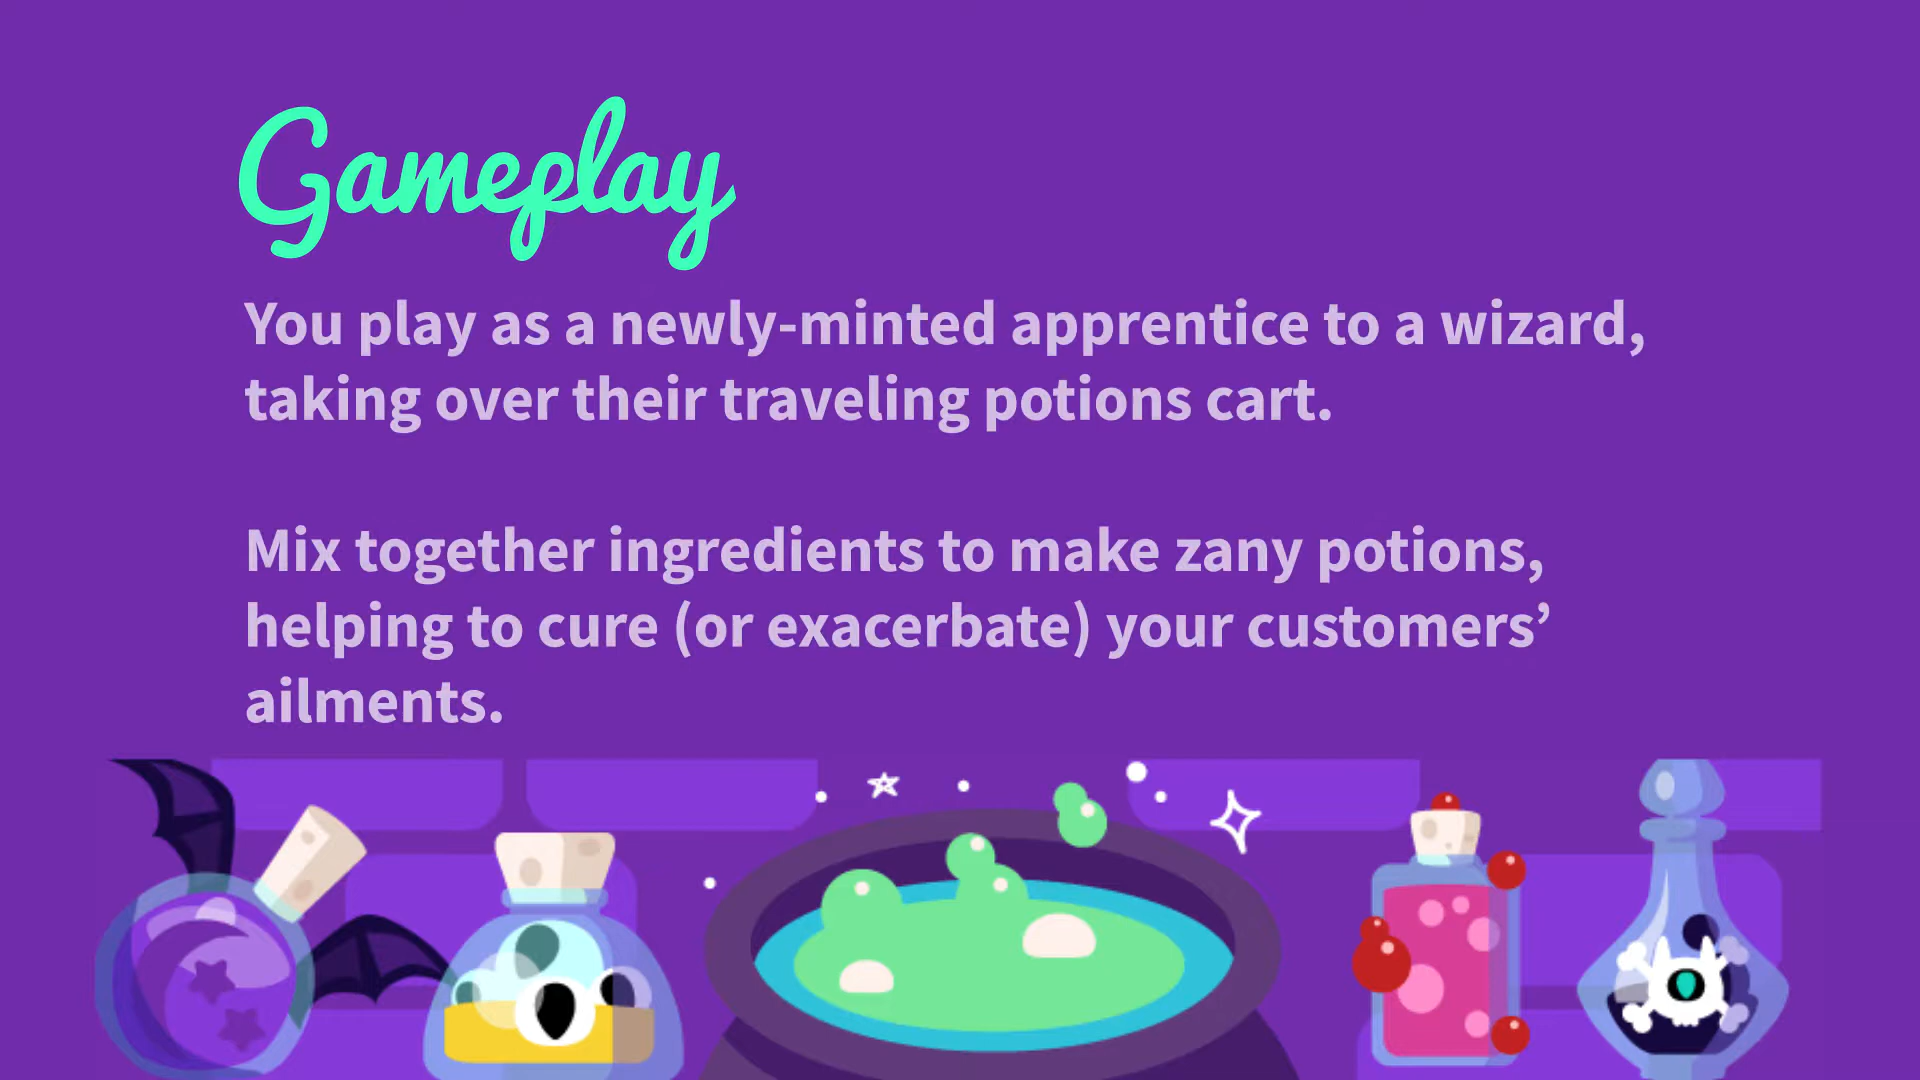 Gameplay
You play as a newly-minted apprentice to a wizard,
taking over their traveling potions cart.
Mix together ingredients to make zany potions,
helping to cure (or exacerbate) your customers’
ailments.